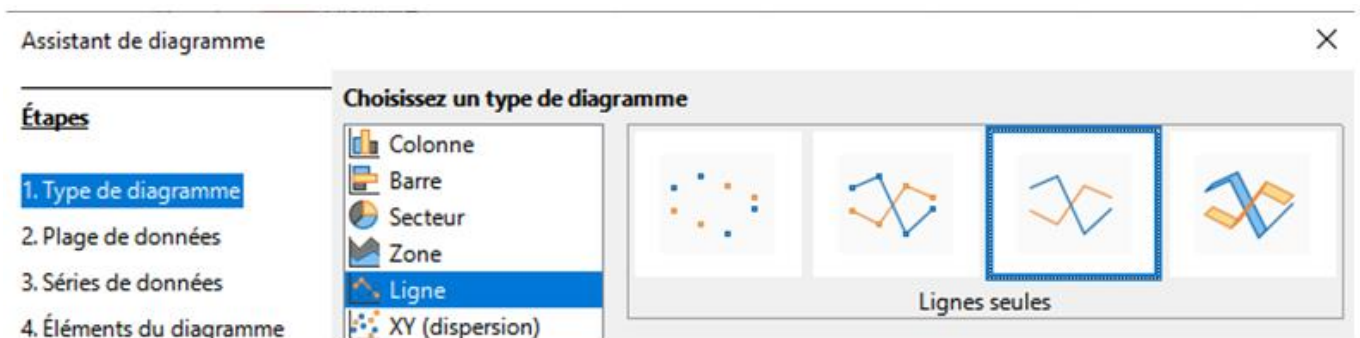 Assistant de diagramme
Étapes
1. Type de diagramme
2. Plage de données
3. Séries de données
4. Éléments du diagramme
Choisissez un type de diagramme
Colonne
Barre
Secteur
Zone
Ligne
XY (dispersion)
Lignes seules